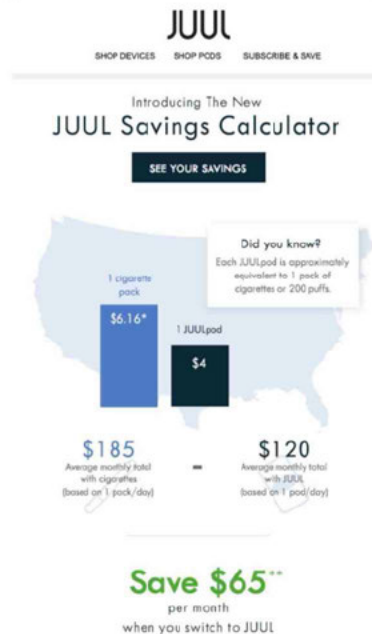 JUUL
SHOP DEVICES SHOP PODS SUBSCRIBE & SAVE
Introducing The New
JUUL Savings Calculator
SEE YOUR SAVINGS
Did you know?
Each JUULpod is approximately
equivalent to 1 pack of
cigarettes or 200 puffs.
1 cigarette
pack
$6.16*
1 JUULpod
$4
$185
Average monthly total
with cigarettes
(based on 1 pack/day)
-
$120
Average monthly total
with JUUL
(based on 1 pod/day)
Save $65**
per month
when you switch to JUUL